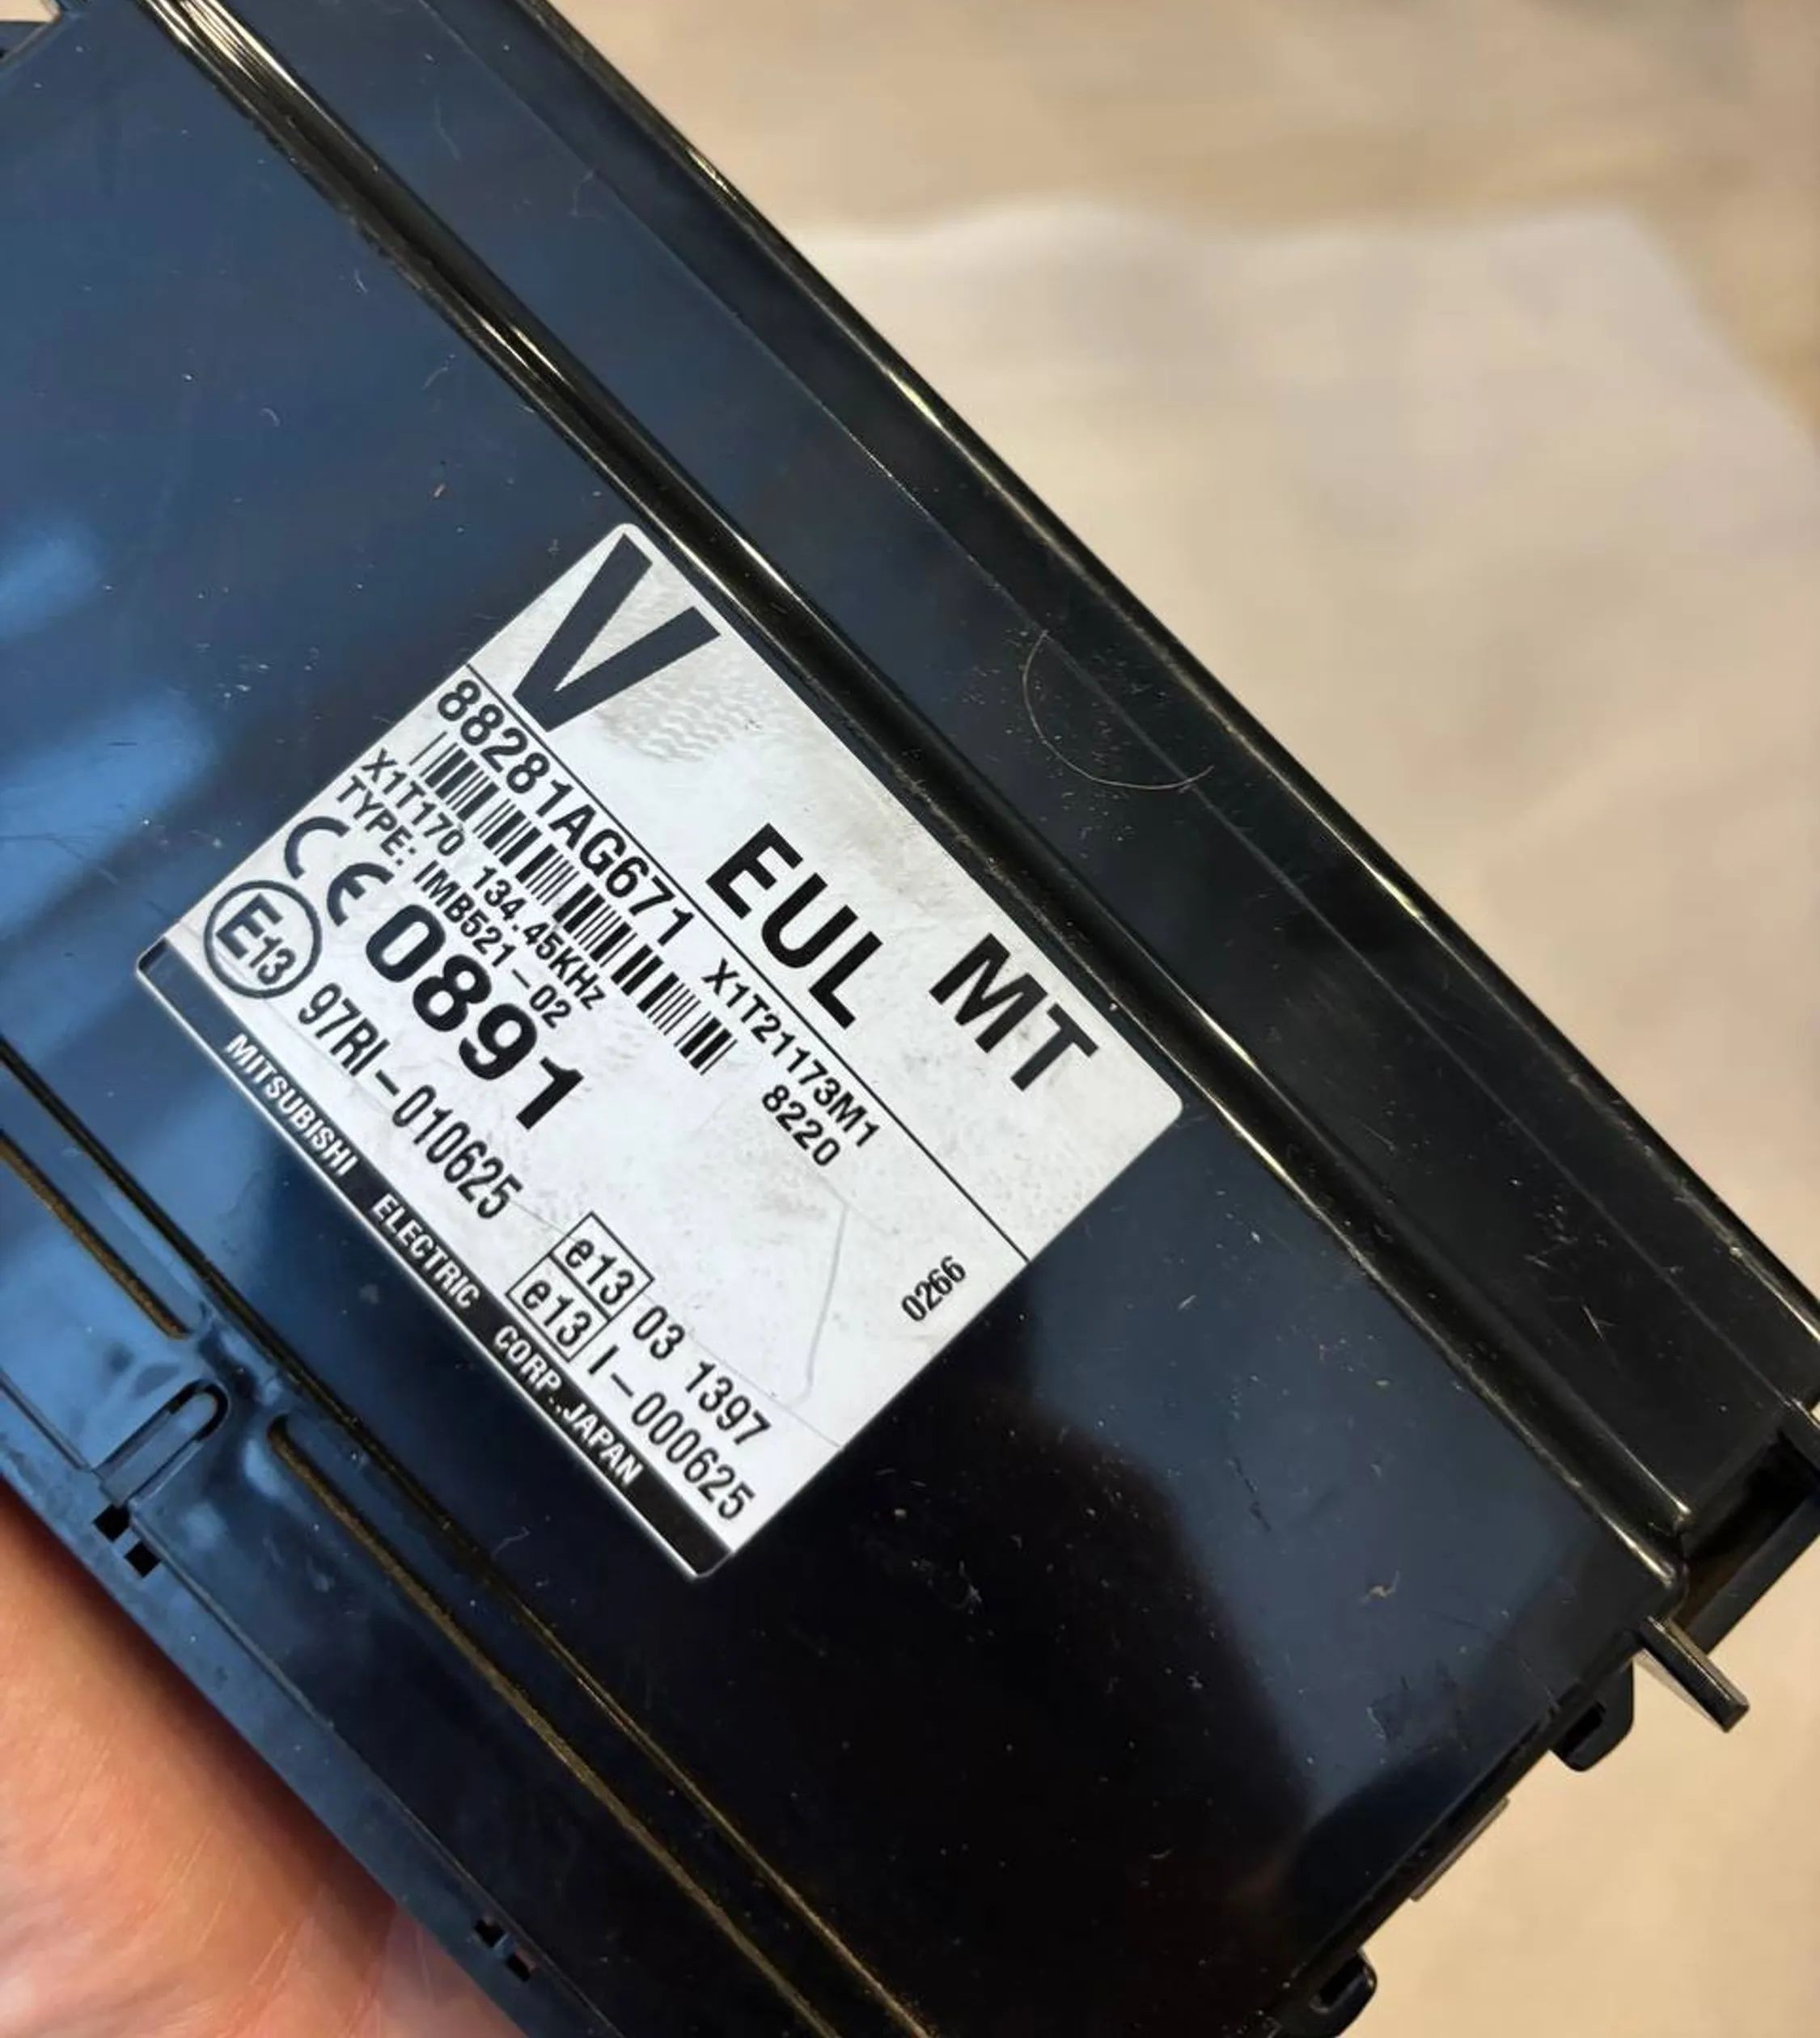 V EUL MT
88281AG671 X1T21173M1
8220
X1T170 134.45KHz
TYPE: IMB521-02
CE 0891
0266
E13 97RI-010625
e13 03 1397
e13 I-000625
MITSUBISHI ELECTRIC CORP.,JAPAN